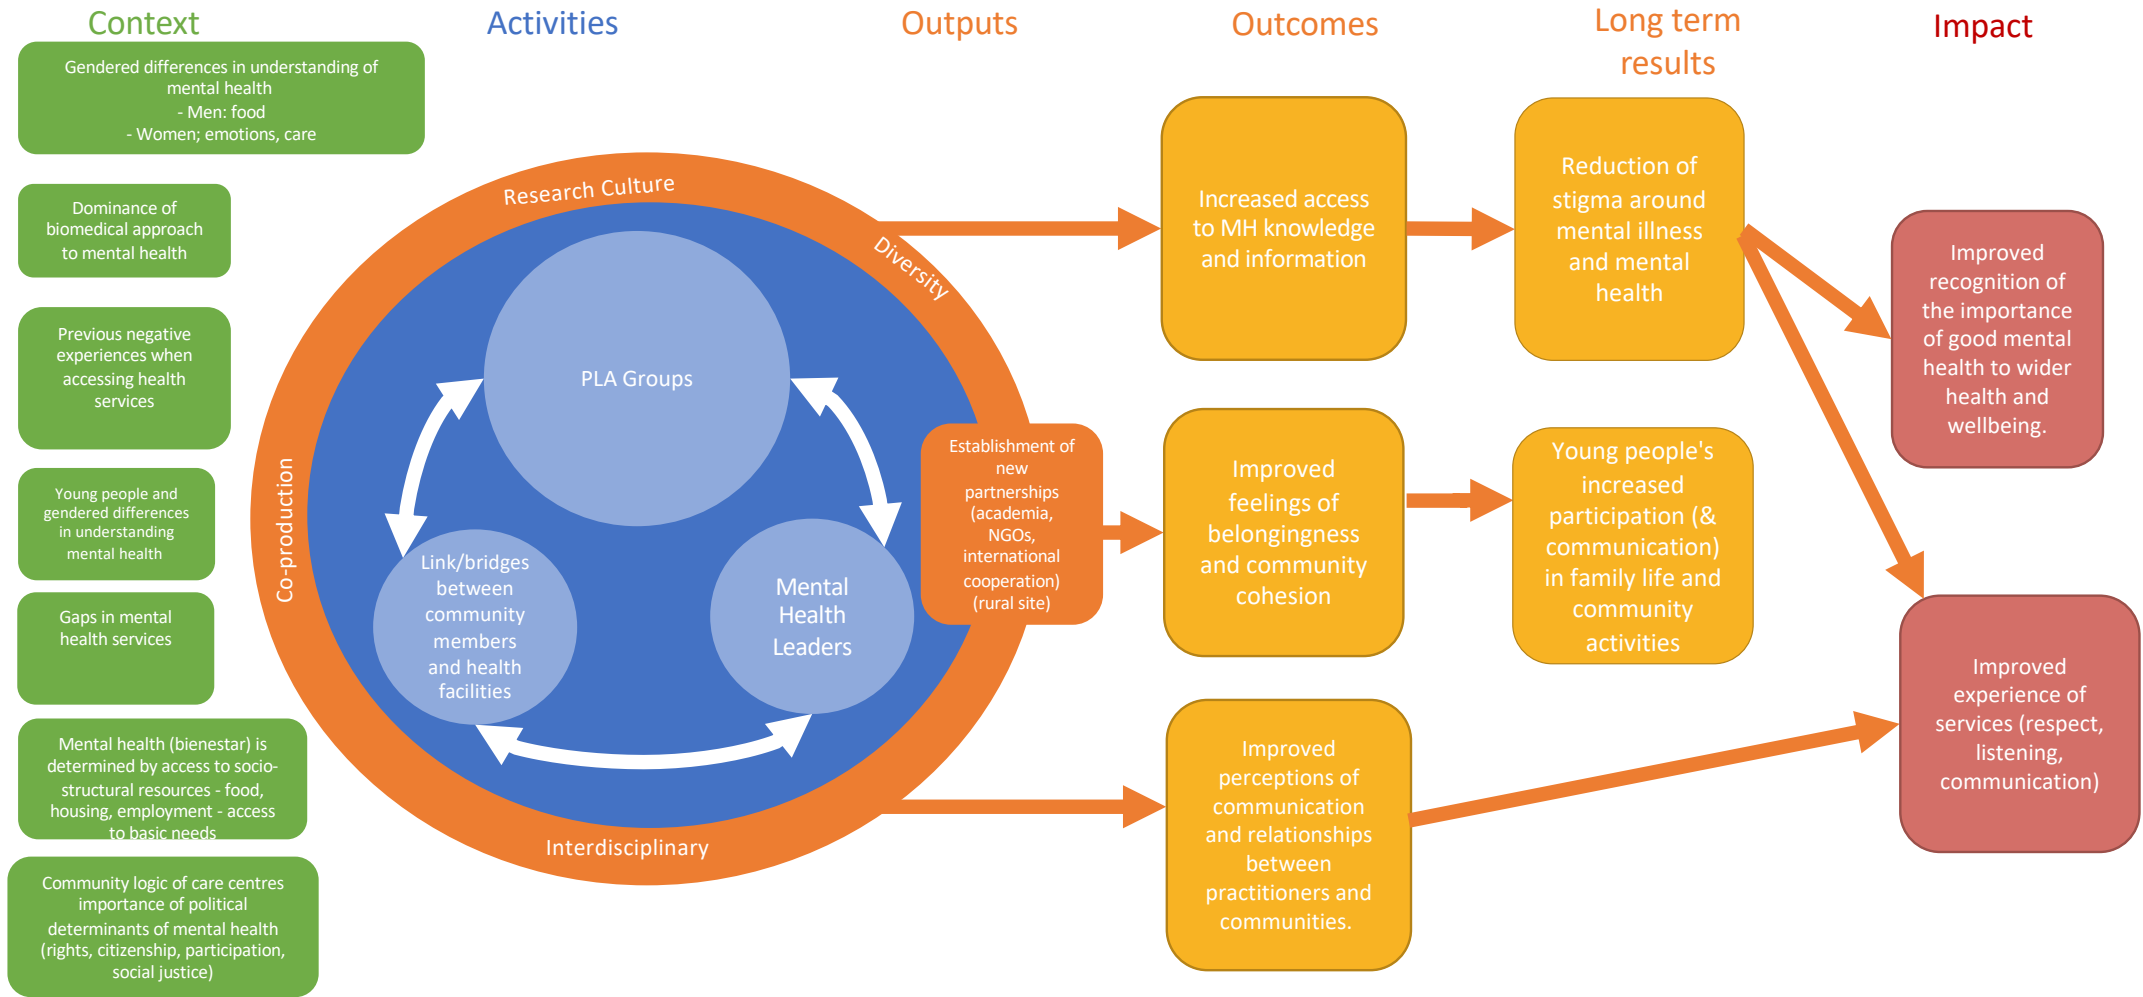 Context
Activities
Outputs
Outcomes
Long term
results
Impact
Gendered differences in understanding of
mental health
- Men: food
- Women; emotions, care
Dominance of
biomedical approach
to mental health
Previous negative
experiences when
accessing health
services
Young people and
gendered differences
in understanding
mental health
Gaps in mental
health services
Mental health (bienestar) is
determined by access to socio-
structural resources - food,
housing, employment - access
to basic needs
Community logic of care centres
importance of political
determinants of mental health
(rights, citizenship, participation,
social justice)
Research Culture
Diversity
Co-production
Interdisciplinary
PLA Groups
Link/bridges
between
community
members
and health
facilities
Mental
Health
Leaders
Establishment of
new
partnerships
(academia,
NGOs,
international
cooperation)
(rural site)
Increased access
to MH knowledge
and information
Improved
feelings of
belongingness
and community
cohesion
Improved
perceptions of
communication
and relationships
between
practitioners and
communities.
Reduction of
stigma around
mental illness
and mental
health
Young people's
increased
participation (&
communication)
in family life and
community
activities
Improved
recognition of
the importance
of good mental
health to wider
health and
wellbeing.
Improved
experience of
services (respect,
listening,
communication)